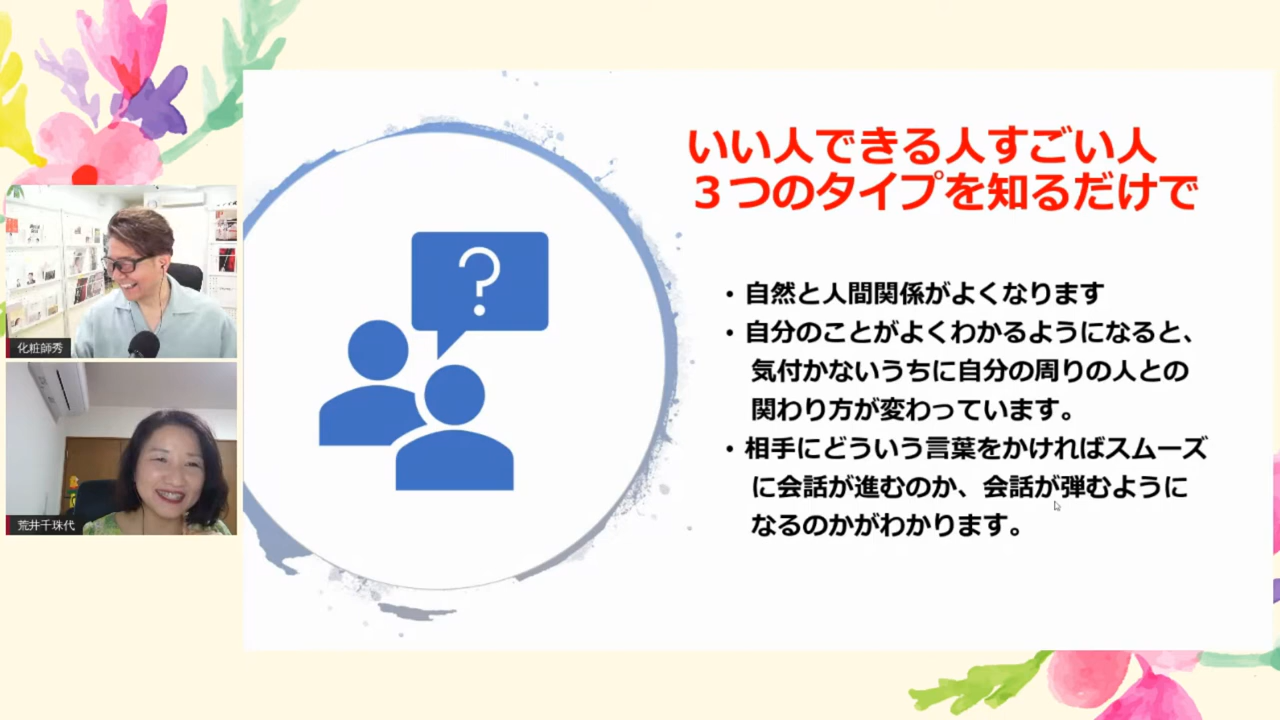 いい人できる人すごい人
３つのタイプを知るだけで
・自然と人間関係がよくなります
・自分のことがよくわかるようになると、
気付かないうちに自分の周りの人との
関わり方が変わっています。
・相手にどういう言葉をかければスムーズ
に会話が進むのか、会話が弾むように
なるのかがわかります。
?
化粧師秀
荒井千珠代